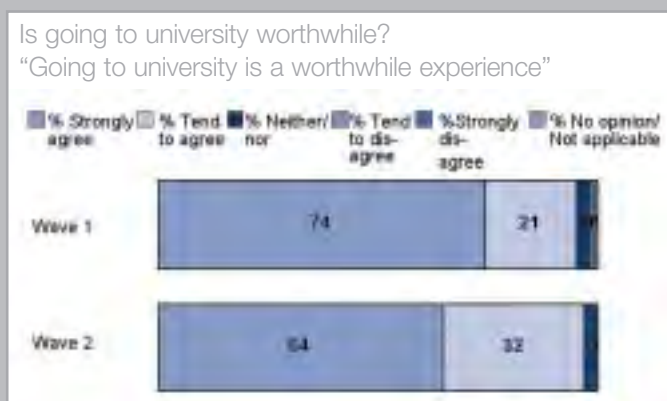 Is going to university worthwhile?
“Going to university is a worthwhile experience”
% Strongly agree
% Tend to agree
% Neither/ nor
% Tend to dis- agree
%Strongly dis- agree
% No opinion/ Not applicable
Wave 1
74
21
Wave 2
64
32